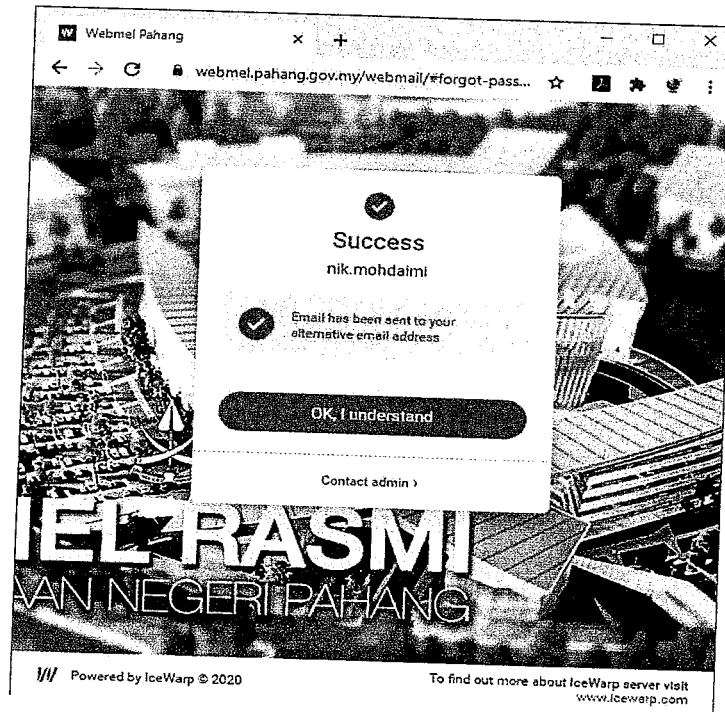 W Webmel Pahang
webmel.pahang.gov.my/webmail/#forgot-pass...
Success
nik.mohdaimi
Email has been sent to your
alternative email address
OK, I understand
Contact admin ›
EL RASMI
AAN NEGERI PAHANG
Powered by IceWarp © 2020
To find out more about IceWarp server visit
www.icewarp.com